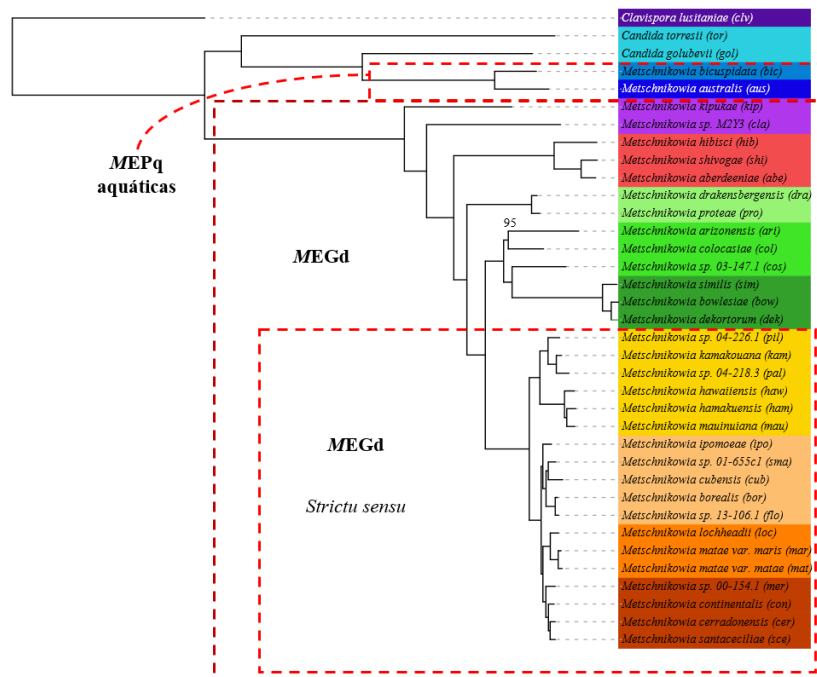 Clavispora lusitaniae (clv)
Candida torresii (tor)
Candida golubevii (gol)
Metschnikowia bicuspidata (bic)
Metschnikowia australis (aus)
Metschnikowia kipukae (kip)
Metschnikowia sp. M2Y3 (cla)
Metschnikowia hibisci (hib)
Metschnikowia shivogae (shi)
Metschnikowia aberdeeniae (abe)
Metschnikowia drakensbergensis (dra)
Metschnikowia proteae (pro)
Metschnikowia arizonensis (ari)
Metschnikowia colocasiae (col)
Metschnikowia sp. 03-147.1 (cos)
Metschnikowia similis (sim)
Metschnikowia bowlesiae (bow)
Metschnikowia dekortorum (dek)
Metschnikowia sp. 04-226.1 (pil)
Metschnikowia kamakouana (kam)
Metschnikowia sp. 04-218.3 (pal)
Metschnikowia hawaiiensis (haw)
Metschnikowia hamakuensis (ham)
Metschnikowia mauinuiana (mau)
Metschnikowia ipomoeae (ipo)
Metschnikowia sp. 01-655c1 (sma)
Metschnikowia cubensis (cub)
Metschnikowia borealis (bor)
Metschnikowia sp. 13-106.1 (flo)
Metschnikowia lochheadii (loc)
Metschnikowia matae var. maris (mar)
Metschnikowia matae var. matae (mat)
Metschnikowia sp. 00-154.1 (mer)
Metschnikowia continentalis (con)
Metschnikowia cerradonensis (cer)
Metschnikowia santaceciliae (sce)
MEPq
aquáticas
95
MEGd
MEGd
Strictu sensu